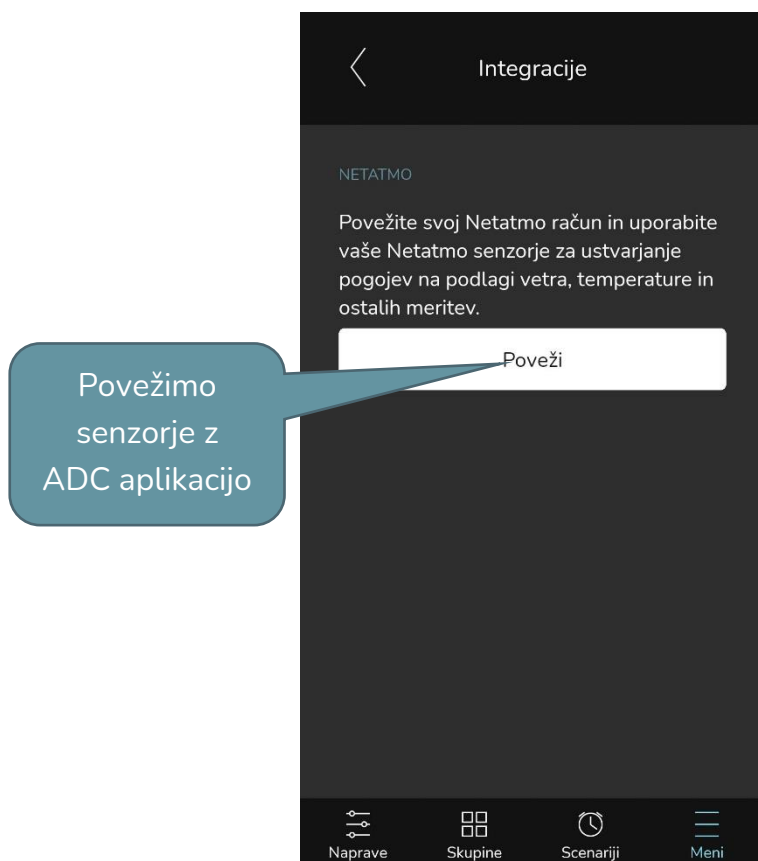 Integracije
NETATMO
Povežite svoj Netatmo račun in uporabite
vaše Netatmo senzorje za ustvarjanje
pogojev na podlagi vetra, temperature in
ostalih meritev.
Poveži
Povežimo
senzorje z
ADC aplikacijo
Naprave
Skupine
Scenariji
Meni